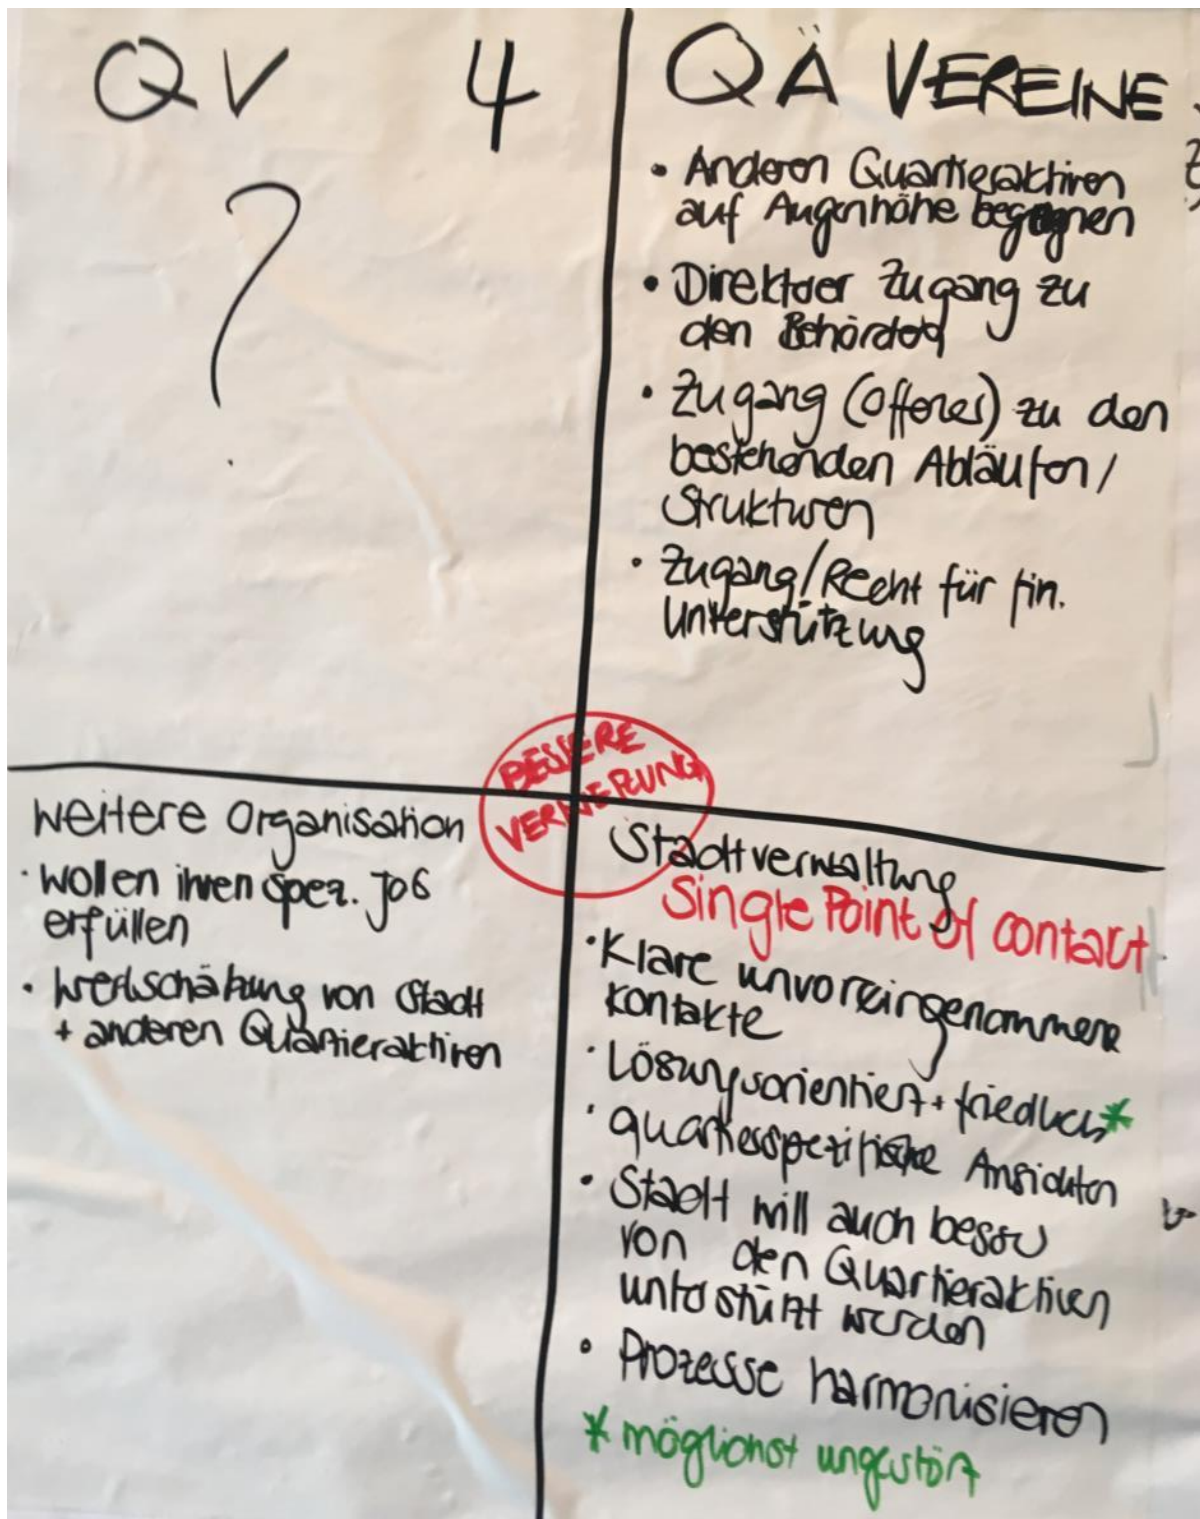 QV 4
?
QÄ VEREINE
• Anderen Quartieraktiven
auf Augenhöhe begegnen
• Direkter Zugang zu
den Behörden
• Zugang (offener) zu den
bestehenden Abläufen /
Strukturen
• Zugang/Recht für fin.
Unterstützung
BESSERE
VERNETZUNG
weitere Organisation
• wollen ihren spez. Job
erfüllen
• Wertschätzung von Stadt
+ anderen Quartieraktiven
Stadtverwaltung
Single Point of contact
• Klare unvoreingenommene
Kontakte
• Lösungsorientiert + friedlich*
• quartierspezifische Ansichten
• Stadt will auch besser
von den Quartieraktiven
unterstützt werden
• Prozesse harmonisieren
* möglichst ungestört